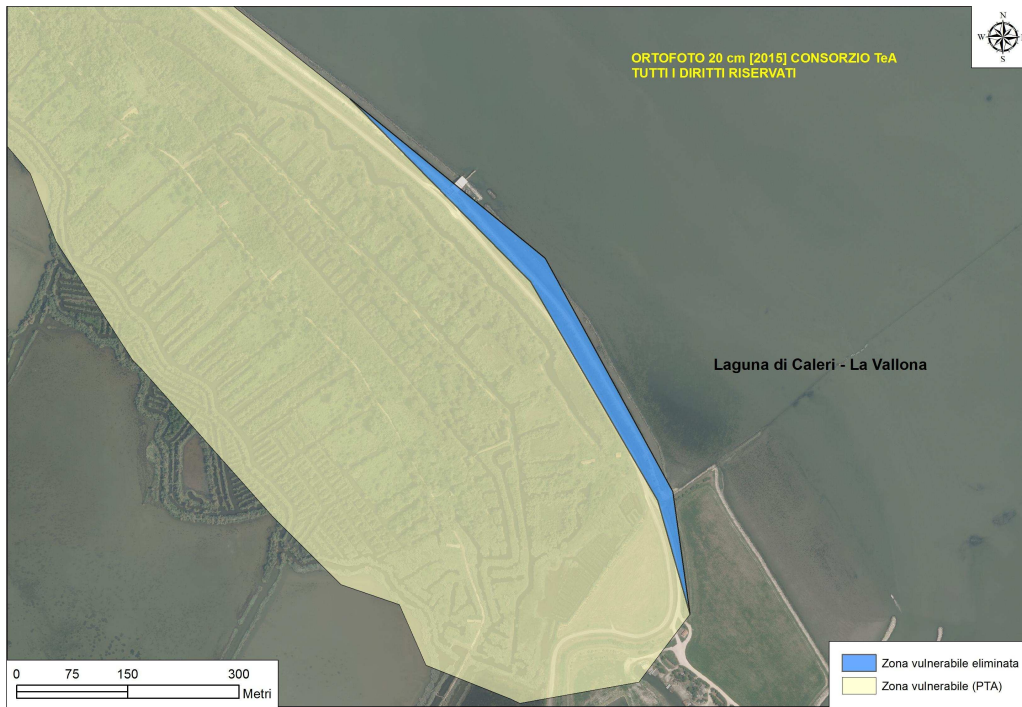 N
W
S
ORTOFOTO 20 cm [2015] CONSORZIO TeA
TUTTI I DIRITTI RISERVATI
Laguna di Caleri - La Vallona
0 75 150 300
Metri
Zona vulnerabile eliminata
Zona vulnerabile (PTA)